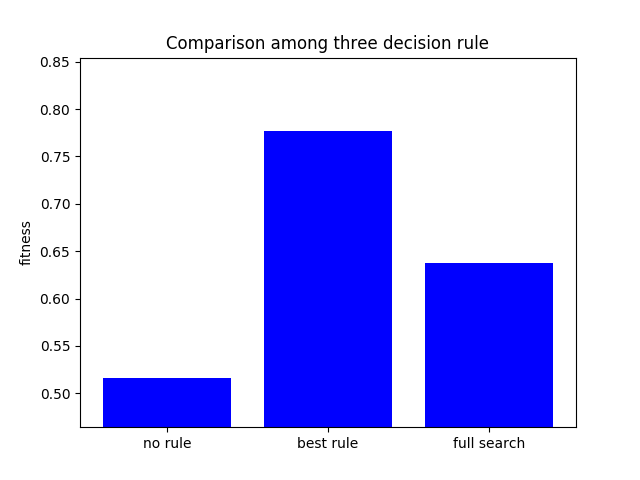 Comparison among three decision rule
0.85
0.80
0.75
0.70
0.65
0.60
0.55
0.50
fitness
no rule
best rule
full search